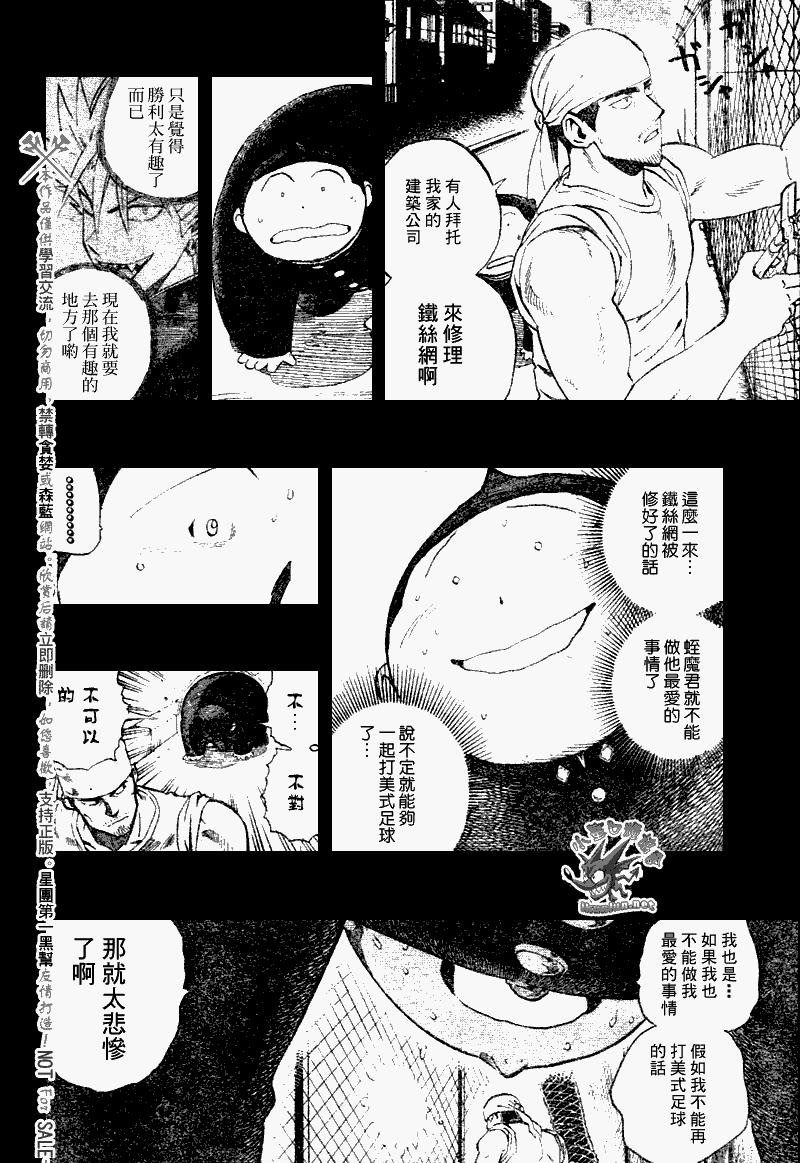 ガシャ
ガシャ
有人拜托
我家的
建築公司
來修理
鐵絲網啊
只是覺得
勝利太有趣了
而已
現在我就要
去那個有趣的
地方了喲
這麼一來…
鐵絲網被
修好了的話
蛭魔君就不能
做他最愛的
事情了
說不定就能夠
一起打美式足球
了…
………
不…
不對
不可以
的
我也是…
如果我也
不能做我
最愛的事情
假如我不能再
打美式足球
的話
那就太悲慘
了啊
本作品僅供學習交流，切勿商用，禁轉貪婪或森藍網站。欣賞后請立即刪除，如您喜歡，支持正版。星團第一黑幫友情打造！NOT For SALE